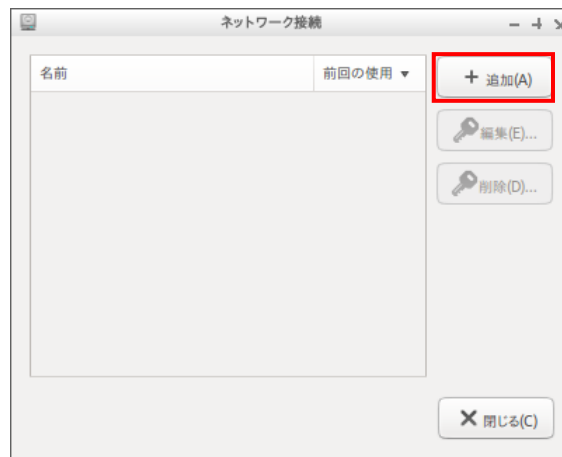 ネットワーク接続
名前 前回の使用 ▼
追加(A)
編集(E)...
削除(D)...
閉じる(C)